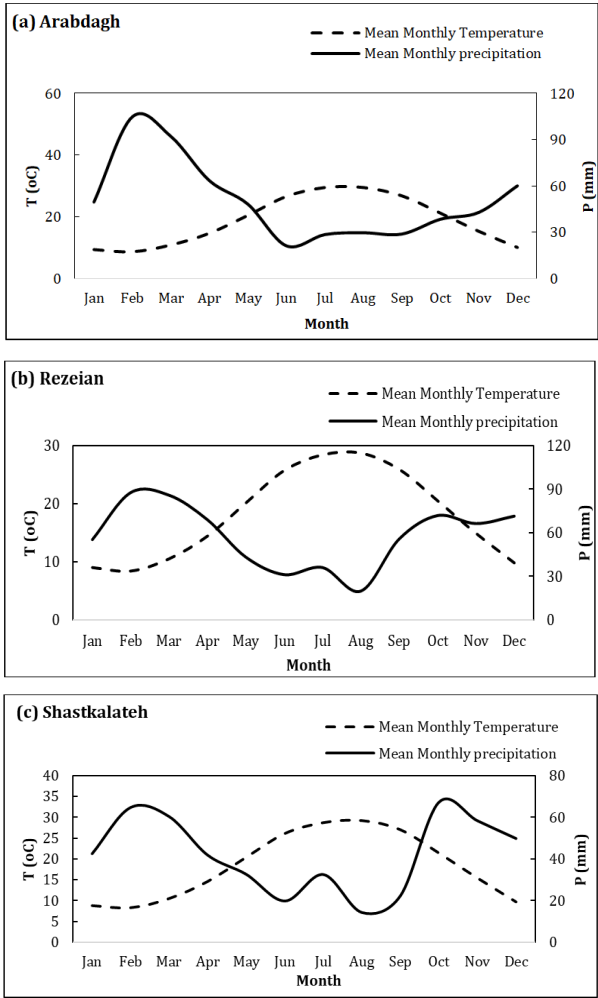 (a) Arabdagh
Mean Monthly Temperature
Mean Monthly precipitation
60
40
20
0
T (oC)
120
90
60
30
0
P (mm)
Jan Feb Mar Apr May Jun Jul Aug Sep Oct Nov Dec
Month
(b) Rezeian
Mean Monthly Temperature
Mean Monthly precipitation
30
20
10
0
T (oC)
120
90
60
30
0
P (mm)
Jan Feb Mar Apr May Jun Jul Aug Sep Oct Nov Dec
Month
(c) Shastkalateh
Mean Monthly Temperature
Mean Monthly precipitation
40
35
30
25
20
15
10
5
0
T (oC)
80
60
40
20
0
P (mm)
Jan Feb Mar Apr May Jun Jul Aug Sep Oct Nov Dec
Month